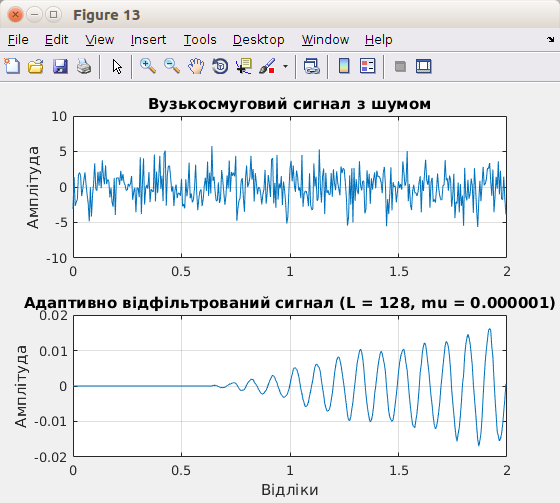 Figure 13
File Edit View Insert Tools Desktop Window Help
Вузькосмуговий сигнал з шумом
Амплітуда
10
5
0
-5
-10
0 0.5 1 1.5 2
Адаптивно відфільтрований сигнал (L = 128, mu = 0.000001)
Амплітуда
0.02
0.01
0
-0.01
-0.02
0 0.5 1 1.5 2
Відліки